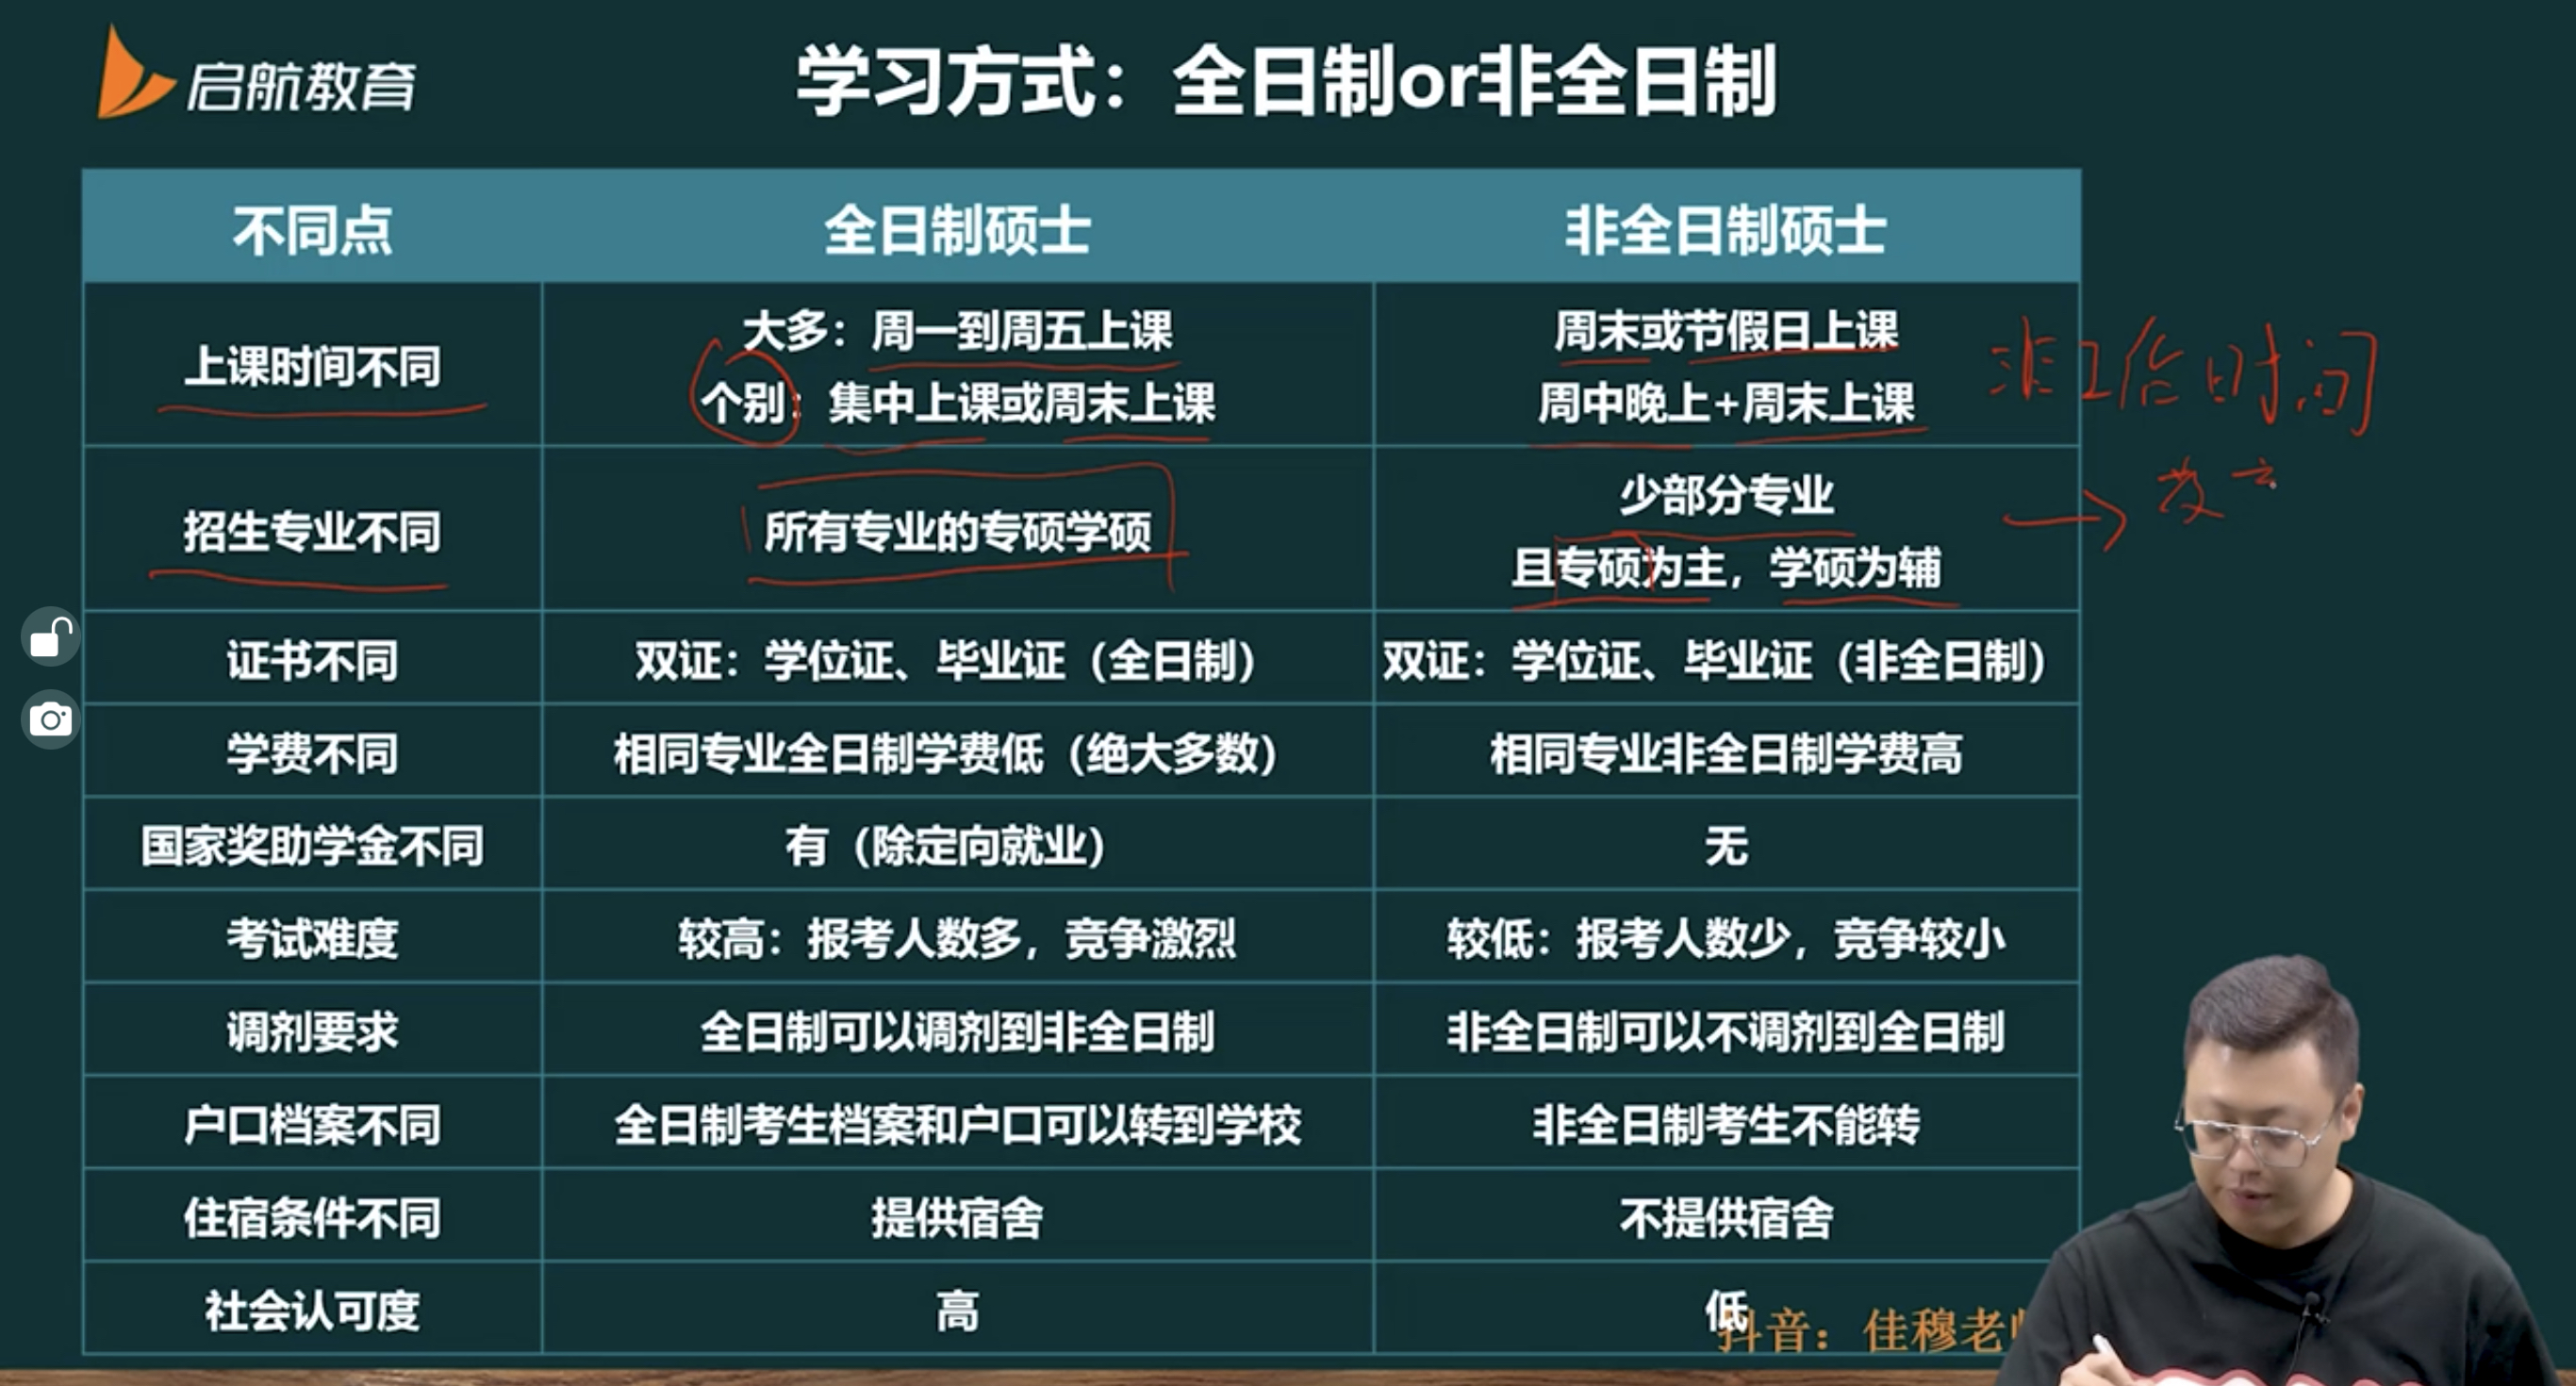 启航教育
学习方式：全日制or非全日制
不同点 全日制硕士 非全日制硕士
上课时间不同
大多：周一到周五上课
个别：集中上课或周末上课
周末或节假日上课
周中晚上+周末上课
非工作日时间
招生专业不同
所有专业的专硕学硕
少部分专业
且专硕为主，学硕为辅
证书不同 双证：学位证、毕业证（全日制） 双证：学位证、毕业证（非全日制）
学费不同 相同专业全日制学费低（绝大多数） 相同专业非全日制学费高
国家奖助学金不同 有（除定向就业） 无
考试难度 较高：报考人数多，竞争激烈 较低：报考人数少，竞争较小
调剂要求 全日制可以调剂到非全日制 非全日制可以不调剂到全日制
户口档案不同 全日制考生档案和户口可以转到学校 非全日制考生不能转
住宿条件不同 提供宿舍 不提供宿舍
社会认可度 高 低
抖音：佳穆老